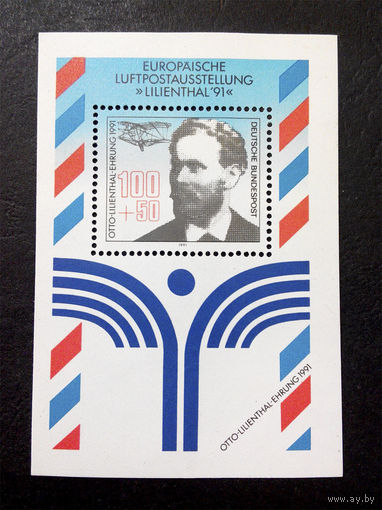 EUROPÄISCHE
LUFTPOSTAUSSTELLUNG
»LILIENTHAL'91«
OTTO-LILIENTHAL-EHRUNG 1991
100
+50
DEUTSCHE BUNDESPOST
1991
OTTO-LILIENTHAL-EHRUNG 1991
www.ay.by